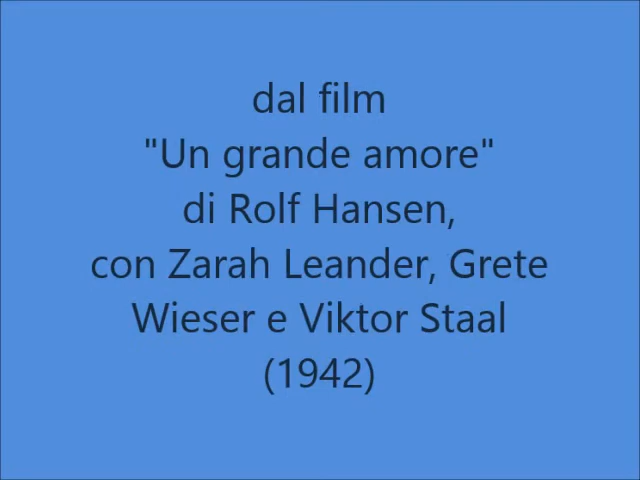 dal film
"Un grande amore"
di Rolf Hansen,
con Zarah Leander, Grete
Wieser e Viktor Staal
(1942)